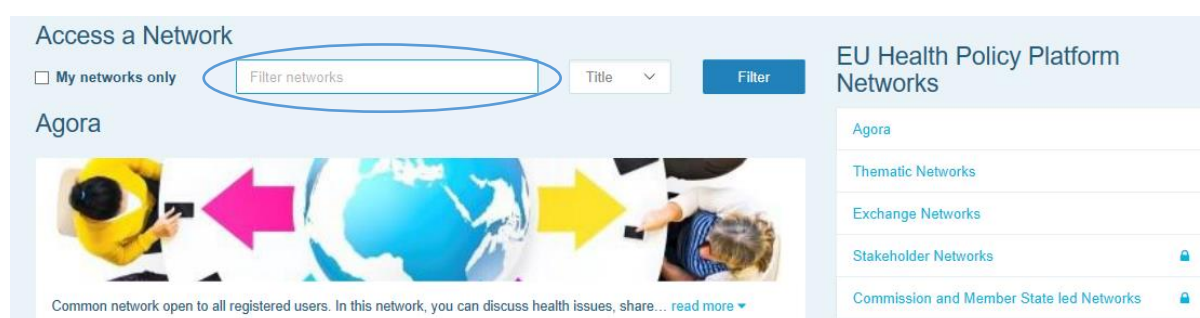 Access a Network
My networks only
Filter networks
Title
Filter
Agora
Common network open to all registered users. In this network, you can discuss health issues, share... read more
EU Health Policy Platform
Networks
Agora
Thematic Networks
Exchange Networks
Stakeholder Networks
Commission and Member State led Networks